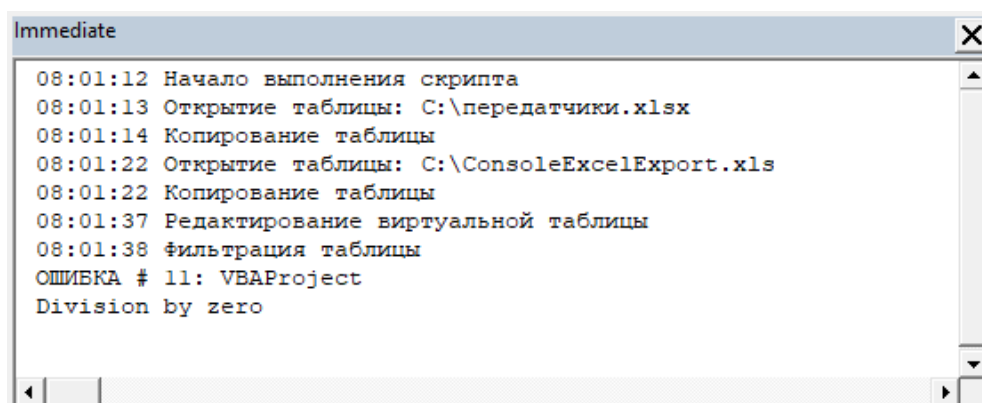 Immediate
08:01:12 Начало выполнения скрипта
08:01:13 Открытие таблицы: C:\передатчики.xlsx
08:01:14 Копирование таблицы
08:01:22 Открытие таблицы: C:\ConsoleExcelExport.xls
08:01:22 Копирование таблицы
08:01:37 Редактирование виртуальной таблицы
08:01:38 Фильтрация таблицы
ОШИБКА # 11: VBAProject
Division by zero